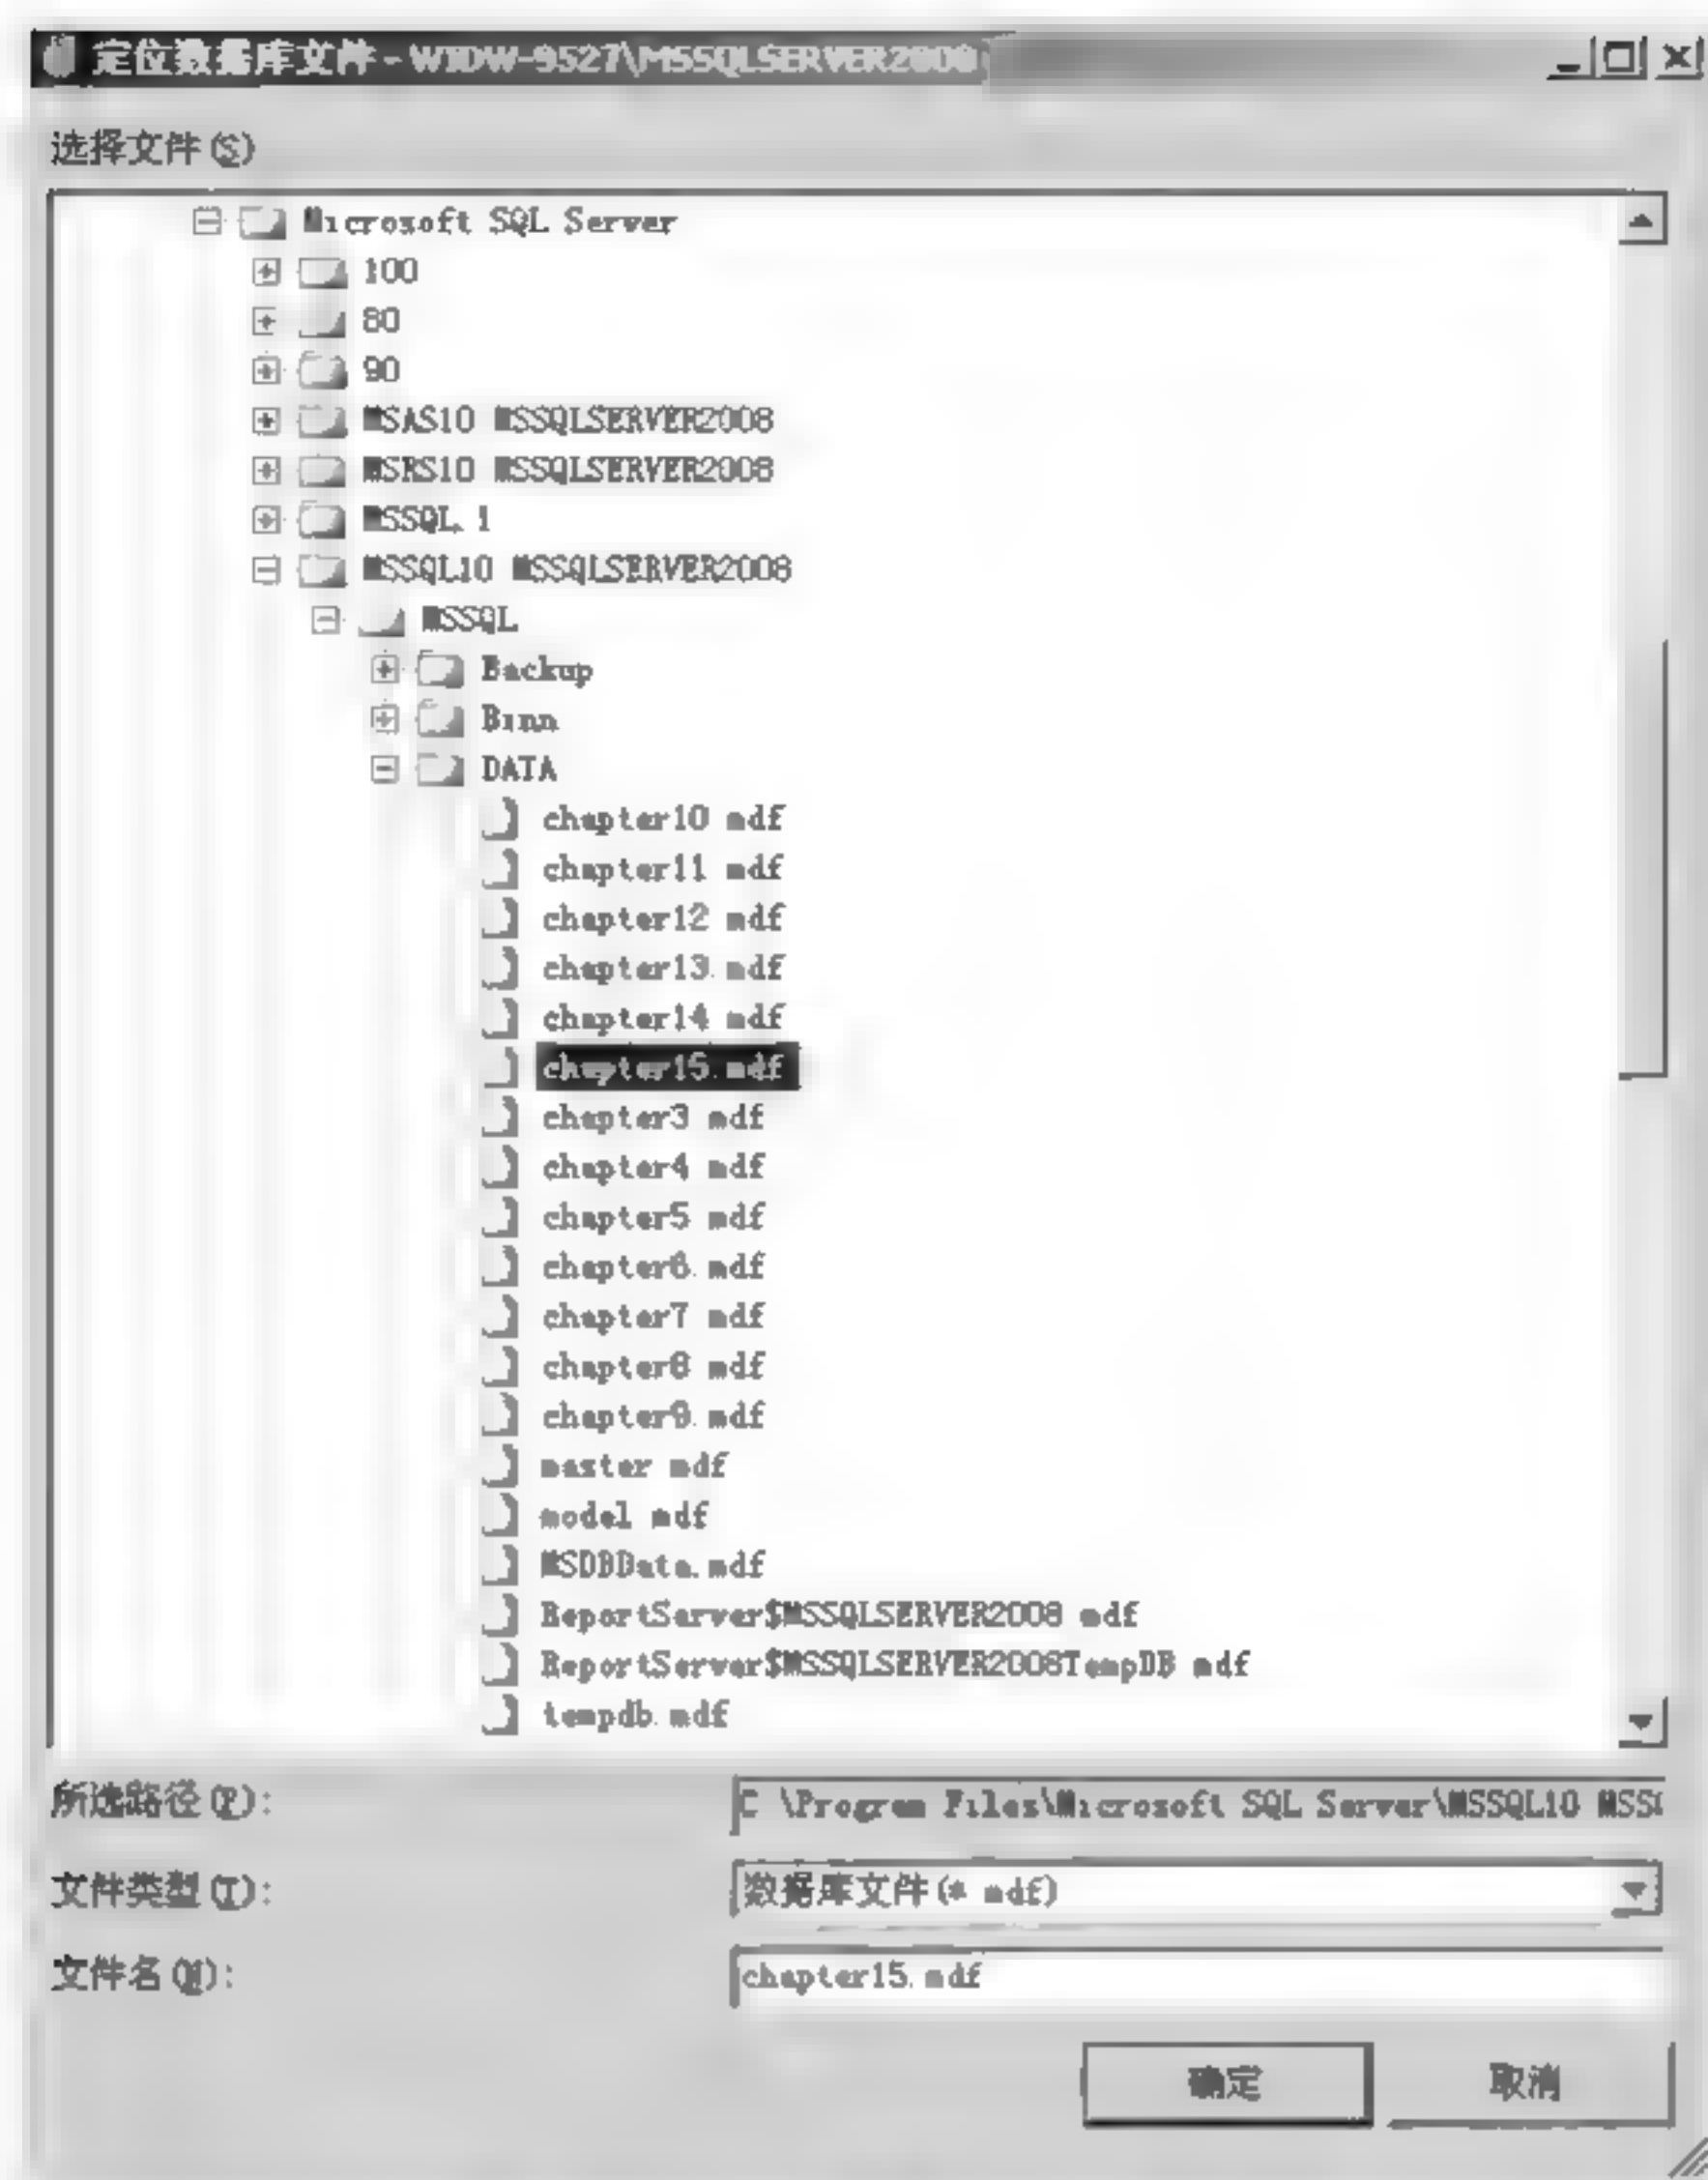 定位数据库文件 - WIDW-9527\MSSQLSERVER2008
选择文件(S)
Microsoft SQL Server
100
80
90
MSAS10 MSSQLSERVER2008
MSRS10 MSSQLSERVER2008
MSSQL.1
MSSQL10 MSSQLSERVER2008
MSSQL
Backup
Binn
DATA
chapter10 mdf
chapter11 mdf
chapter12 mdf
chapter13.mdf
chapter14 mdf
chapter15.mdf
chapter3 mdf
chapter4 mdf
chapter5 mdf
chapter6.mdf
chapter7 mdf
chapter8 mdf
chapter9.mdf
master mdf
model mdf
MSDBData.mdf
ReportServer$MSSQLSERVER2008 mdf
ReportServer$MSSQLSERVER2008TempDB mdf
tempdb.mdf
所选路径(P): C \Program Files\Microsoft SQL Server\MSSQL10 MSS
文件类型(T): 数据库文件(* mdf)
文件名(N): chapter15.mdf
确定 取消